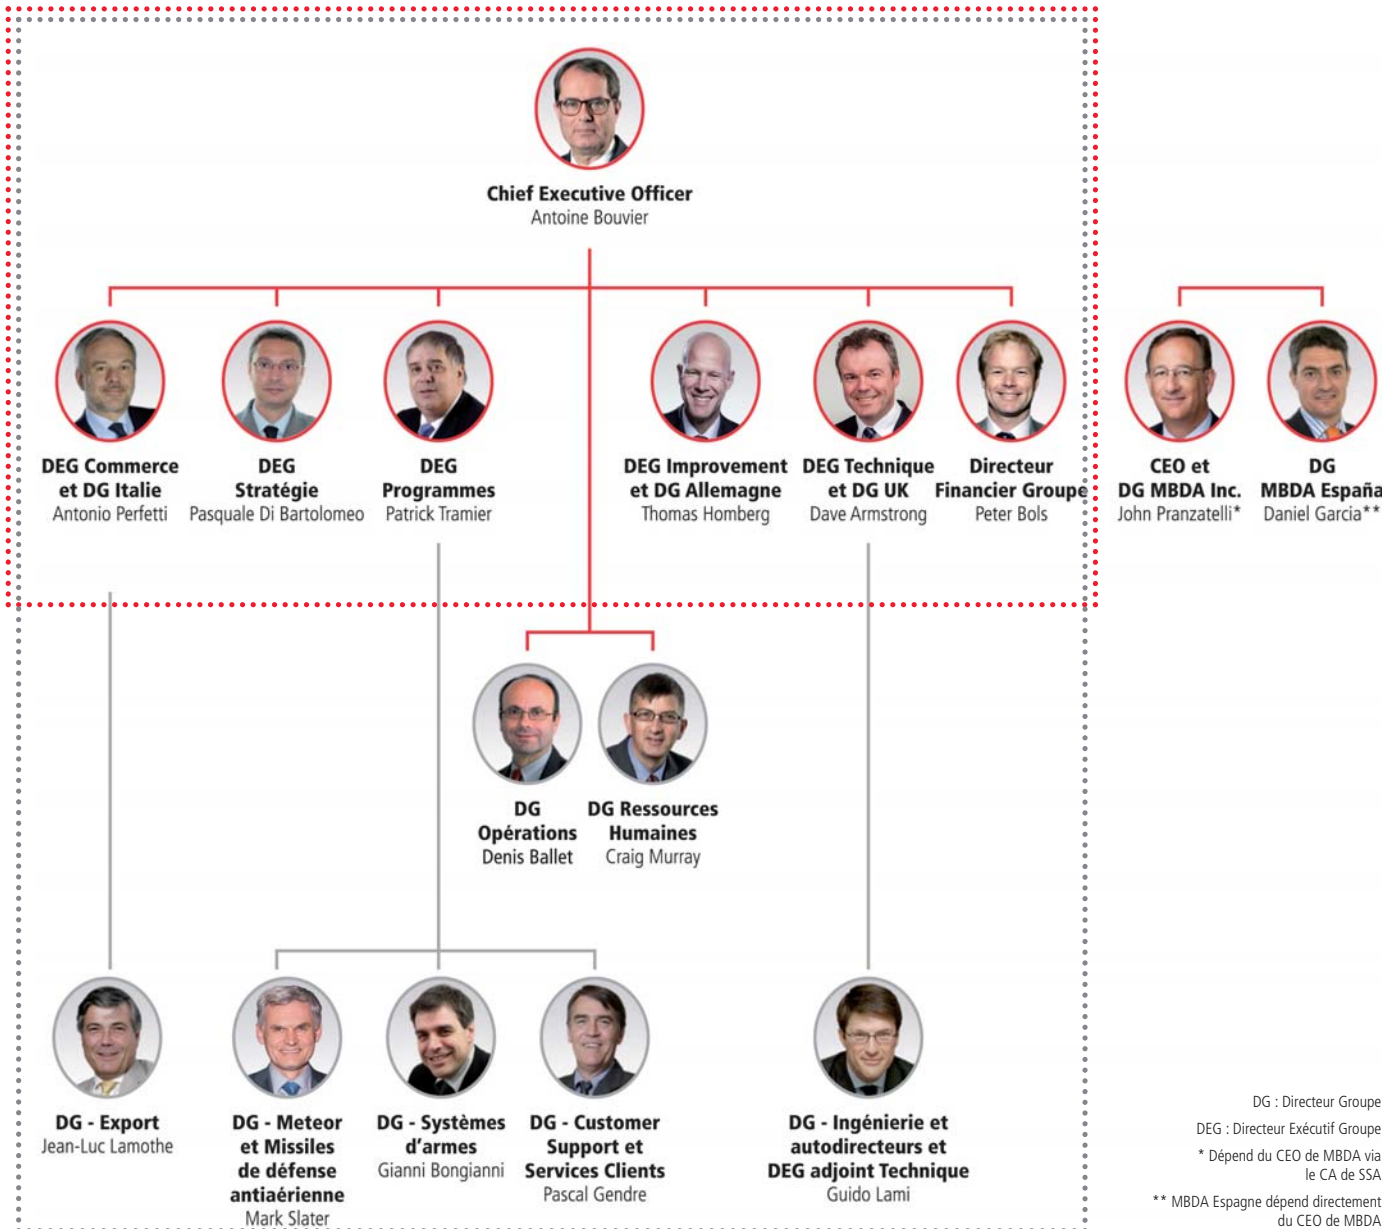 Chief Executive Officer
Antoine Bouvier
DEG Commerce
et DG Italie
Antonio Perfetti
DEG
Stratégie
Pasquale Di Bartolomeo
DEG
Programmes
Patrick Tramier
DEG Improvement
et DG Allemagne
Thomas Homberg
DEG Technique
et DG UK
Dave Armstrong
Directeur
Financier Groupe
Peter Bols
CEO et
DG MBDA Inc.
John Pranzatelli*
DG
MBDA España
Daniel Garcia**
DG
Opérations
Denis Ballet
DG Ressources
Humaines
Craig Murray
DG - Export
Jean-Luc Lamothe
DG - Meteor
et Missiles
de défense
antiaérienne
Mark Slater
DG - Systèmes
d'armes
Gianni Bongianni
DG - Customer
Support et
Services Clients
Pascal Gendre
DG - Ingénierie et
autodirecteurs et
DEG adjoint Technique
Guido Lami
DG : Directeur Groupe
DEG : Directeur Exécutif Groupe
* Dépend du CEO de MBDA via
le CA de SSA
** MBDA Espagne dépend directement
du CEO de MBDA